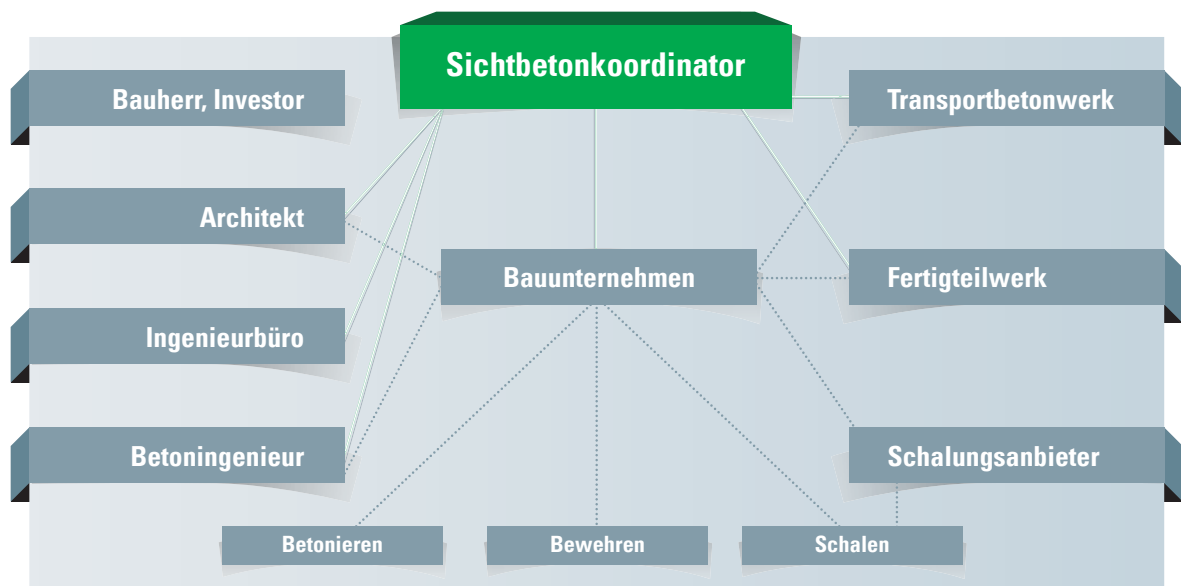 Sichtbetonkoordinator
Bauherr, Investor
Transportbetonwerk
Architekt
Bauunternehmen
Fertigteilwerk
Ingenieurbüro
Betoningenieur
Schalungsanbieter
Betonieren
Bewehren
Schalen